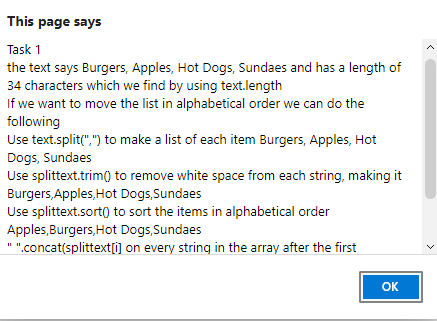 This page says
Task 1
the text says Burgers, Apples, Hot Dogs, Sundaes and has a length of
34 characters which we find by using text.length
If we want to move the list in alphabetical order we can do the
following
Use text.split(",") to make a list of each item Burgers, Apples, Hot
Dogs, Sundaes
Use splittext.trim() to remove white space from each string, making it
Burgers,Apples,Hot Dogs,Sundaes
Use splittext.sort() to sort the items in alphabetical order
Apples,Burgers,Hot Dogs,Sundaes
" ".concat(splittext[i] on every string in the array after the first
OK